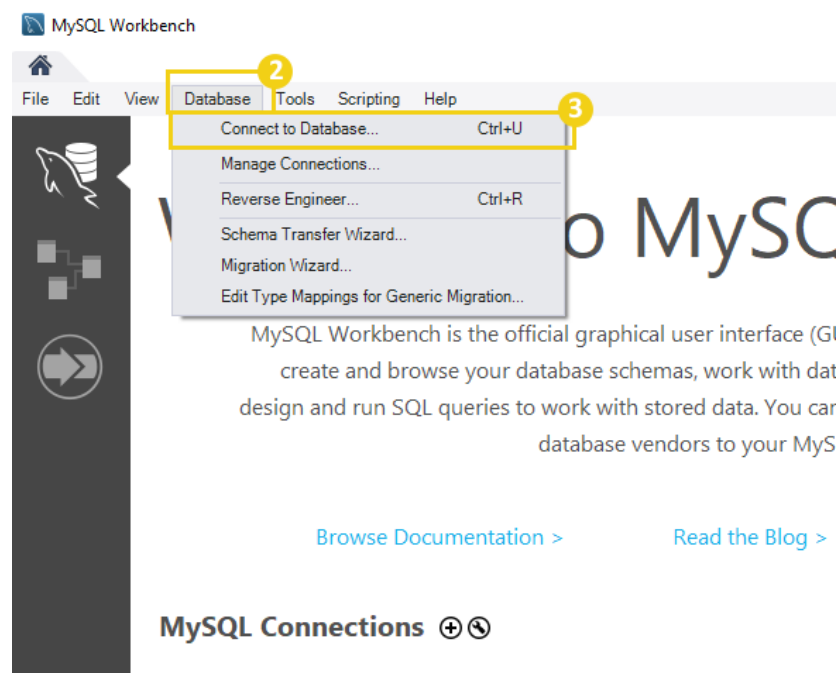 MySQL Workbench
2
File Edit View Database Tools Scripting Help
3
Connect to Database... Ctrl+U
Manage Connections...
Reverse Engineer... Ctrl+R
Schema Transfer Wizard...
Migration Wizard...
Edit Type Mappings for Generic Migration...
o MySQ
MySQL Workbench is the official graphical user interface (GU
create and browse your database schemas, work with dat
design and run SQL queries to work with stored data. You can
database vendors to your MyS
Browse Documentation > Read the Blog >
MySQL Connections